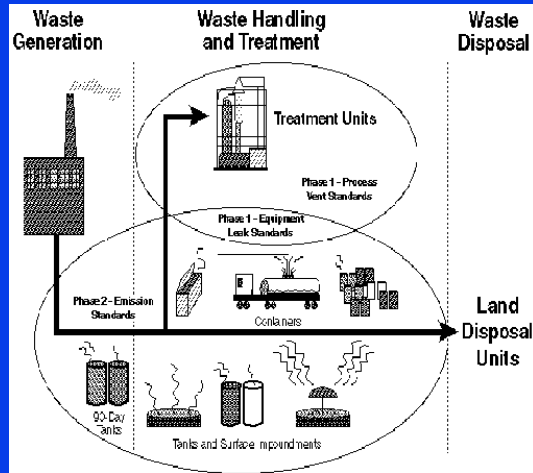 Waste
Generation
Waste Handling
and Treatment
Waste
Disposal
Treatment Units
Phase 1 - Process
Vent Standards
Phase 1 - Equipment
Leak Standards
Phase 2 - Emission
Standards
Containers
Land
Disposal
Units
90-Day
Tanks
Tanks and Surface Impoundments